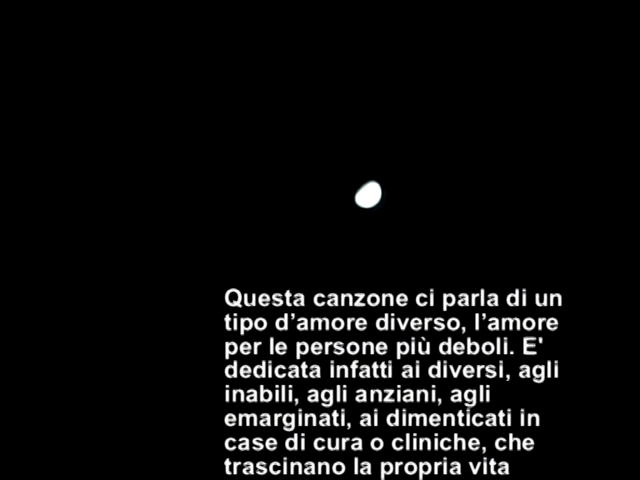 Questa canzone ci parla di un
tipo d’amore diverso, l’amore
per le persone più deboli. E'
dedicata infatti ai diversi, agli
inabili, agli anziani, agli
emarginati, ai dimenticati in
case di cura o cliniche, che
trascinano la propria vita